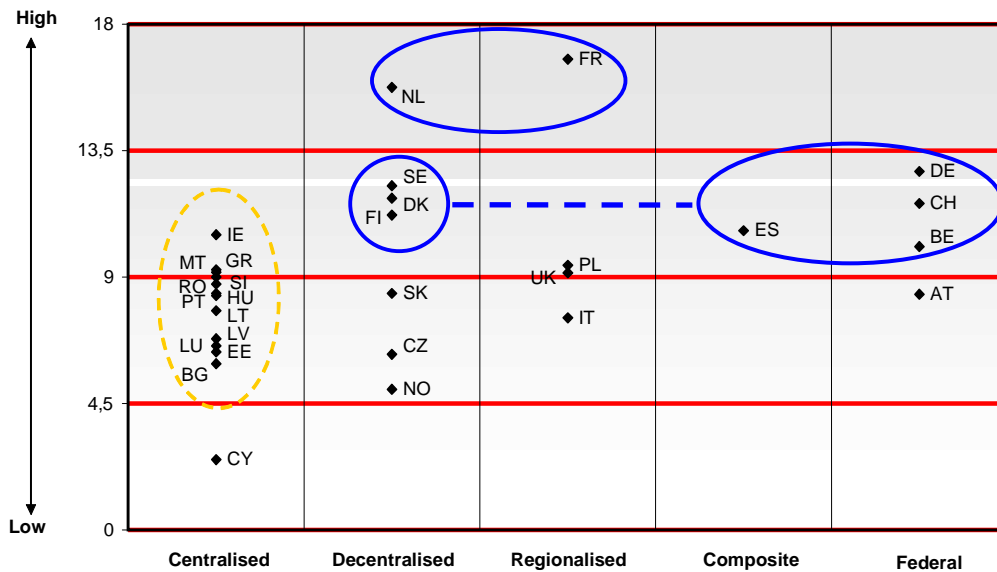 High
18
FR
NL
13,5
SE
DE
DK
CH
FI
ES
IE
BE
MT
GR
PL
9
UK
RO
SI
PT
HU
SK
AT
LT
IT
LV
LU
EE
CZ
BG
NO
4,5
CY
Low
0
Centralised
Decentralised
Regionalised
Composite
Federal